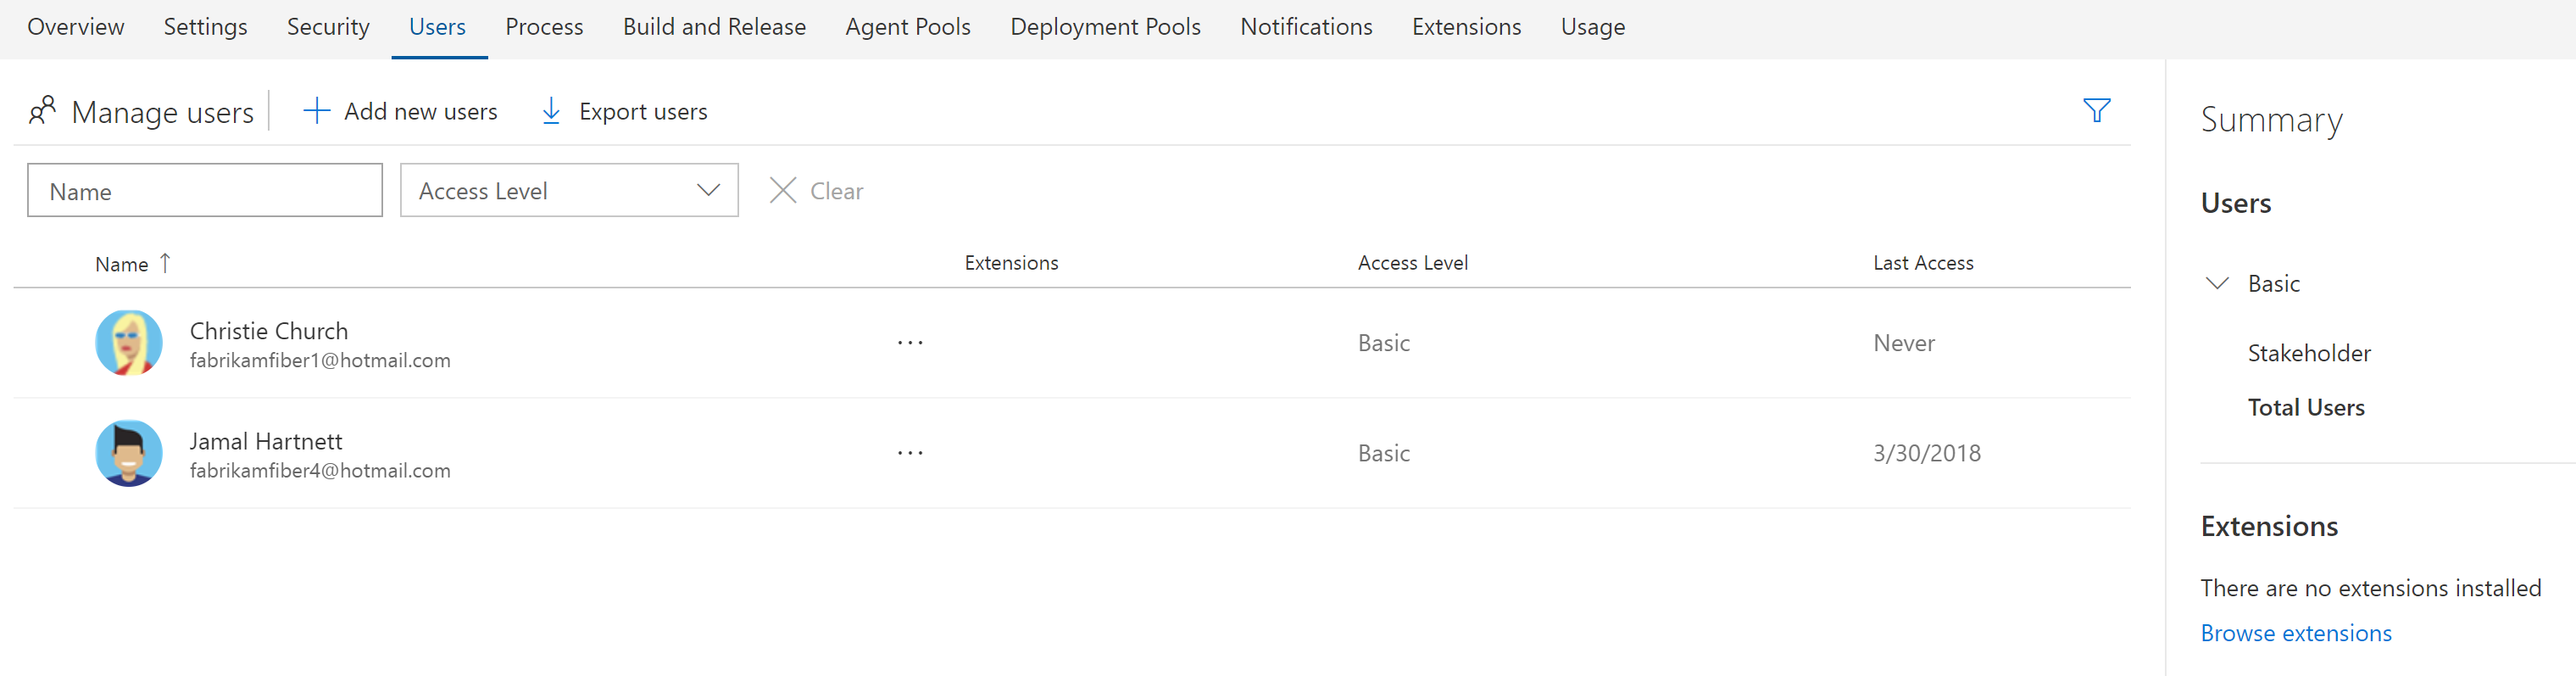 Overview Settings Security Users Process Build and Release Agent Pools Deployment Pools Notifications Extensions Usage
Manage users Add new users Export users
Name Access Level Clear
Name Extensions Access Level Last Access
Christie Church
fabrikamfiber1@hotmail.com
... Basic Never
Jamal Hartnett
fabrikamfiber4@hotmail.com
... Basic 3/30/2018
Summary
Users
Basic
Stakeholder
Total Users
Extensions
There are no extensions installed
Browse extensions